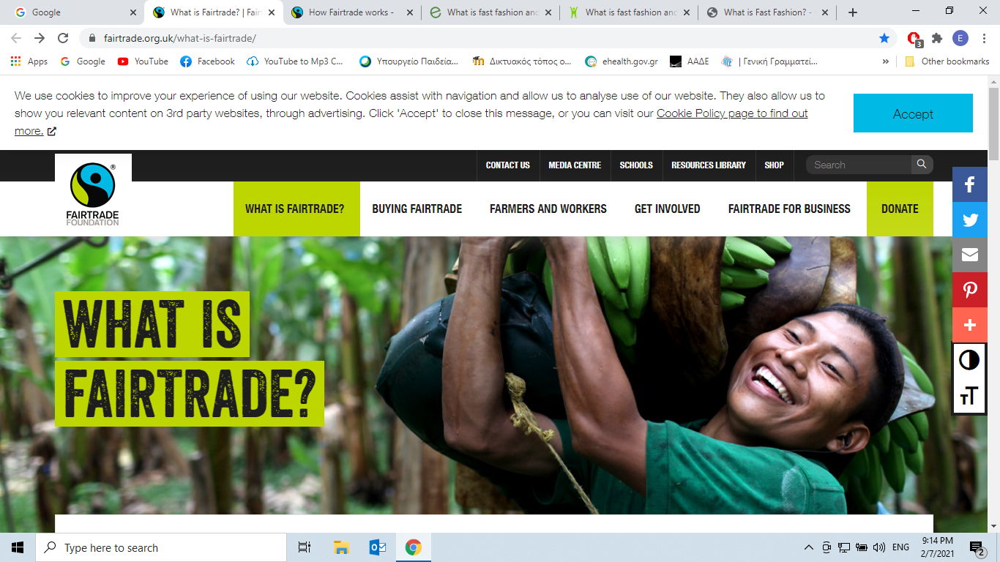 Google
What is Fairtrade? | Fair
How Fairtrade works -
What is fast fashion and
What is fast fashion and
What is Fast Fashion? -
fairtrade.org.uk/what-is-fairtrade/
3
E
Apps
Google
YouTube
Facebook
YouTube to Mp3 C...
Υπουργείο Παιδεία...
Δικτυακός τόπος ο...
ehealth.gov.gr
ΑΑΔΕ
| Γενική Γραμματεί...
»
Other bookmarks
We use cookies to improve your experience of using our website. Cookies assist with navigation and allow us to analyse use of our website. They also allow us to
show you relevant content on 3rd party websites, through advertising. Click 'Accept' to close this message, or you can visit our Cookie Policy page to find out
more.
Accept
CONTACT US
MEDIA CENTRE
SCHOOLS
RESOURCES LIBRARY
SHOP
Search
®
FAIRTRADE
FOUNDATION
WHAT IS FAIRTRADE?
BUYING FAIRTRADE
FARMERS AND WORKERS
GET INVOLVED
FAIRTRADE FOR BUSINESS
DONATE
WHAT IS
FAIRTRADE?
TT
Type here to search
ENG
9:14 PM
2/7/2021
2